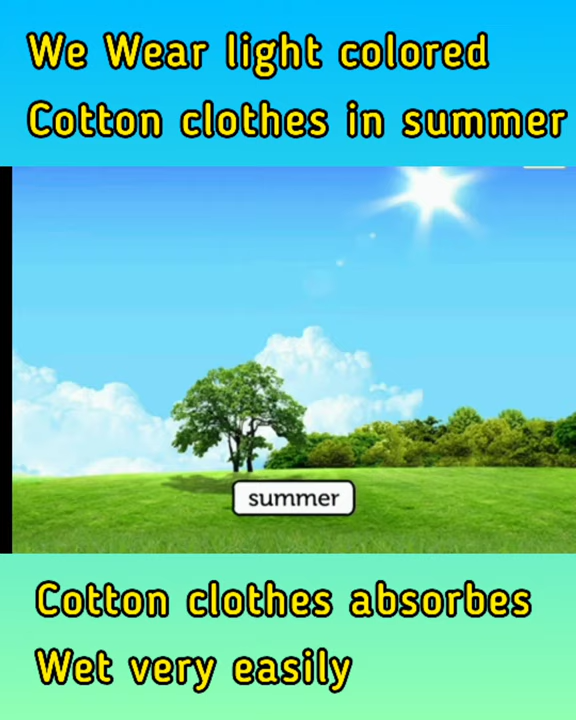 We Wear light colored
Cotton clothes in summer
summer
Cotton clothes absorbes
Wet very easily